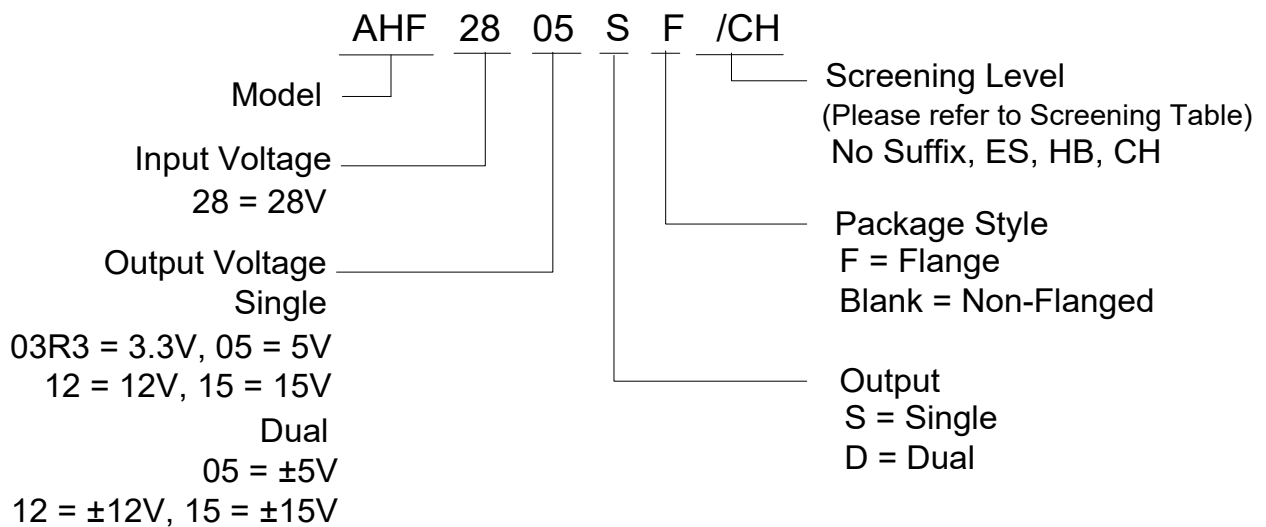 AHF 28 05 S F /CH
Model
Input Voltage
28 = 28V
Output Voltage
Single
03R3 = 3.3V, 05 = 5V
12 = 12V, 15 = 15V
Dual
05 = ±5V
12 = ±12V, 15 = ±15V
Screening Level
(Please refer to Screening Table)
No Suffix, ES, HB, CH
Package Style
F = Flange
Blank = Non-Flanged
Output
S = Single
D = Dual